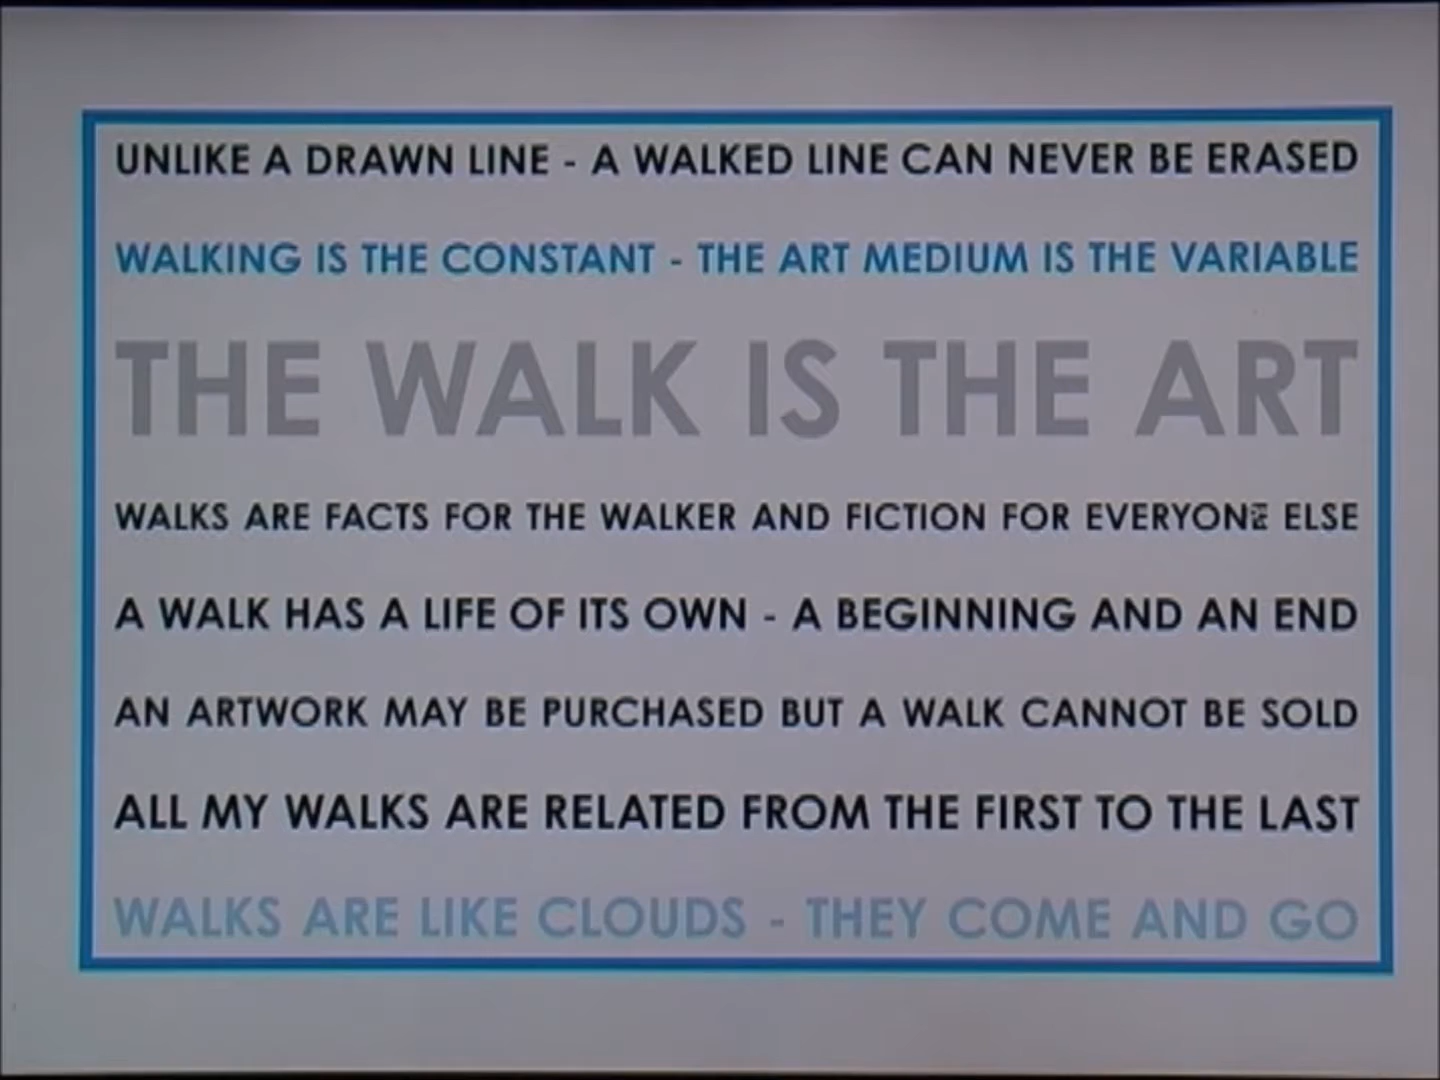 UNLIKE A DRAWN LINE - A WALKED LINE CAN NEVER BE ERASED
WALKING IS THE CONSTANT - THE ART MEDIUM IS THE VARIABLE
THE WALK IS THE ART
WALKS ARE FACTS FOR THE WALKER AND FICTION FOR EVERYONE ELSE
A WALK HAS A LIFE OF ITS OWN - A BEGINNING AND AN END
AN ARTWORK MAY BE PURCHASED BUT A WALK CANNOT BE SOLD
ALL MY WALKS ARE RELATED FROM THE FIRST TO THE LAST
WALKS ARE LIKE CLOUDS - THEY COME AND GO